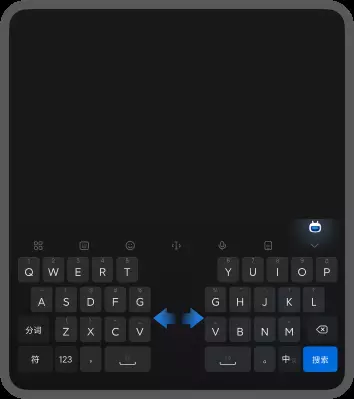 Q W E R T Y U I O P
A S D F G G H J K L
分词 Z X C V V B N M
符 123 , 。 中 搜索